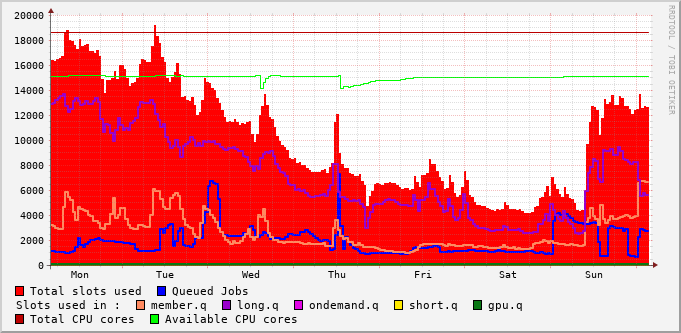 20000
18000
16000
14000
12000
10000
8000
6000
4000
2000
0
Mon Tue Wed Thu Fri Sat Sun
RRDTOOL / TOBI OETIKER
Total slots used Queued Jobs
Slots used in : member.q long.q ondemand.q short.q gpu.q
Total CPU cores Available CPU cores